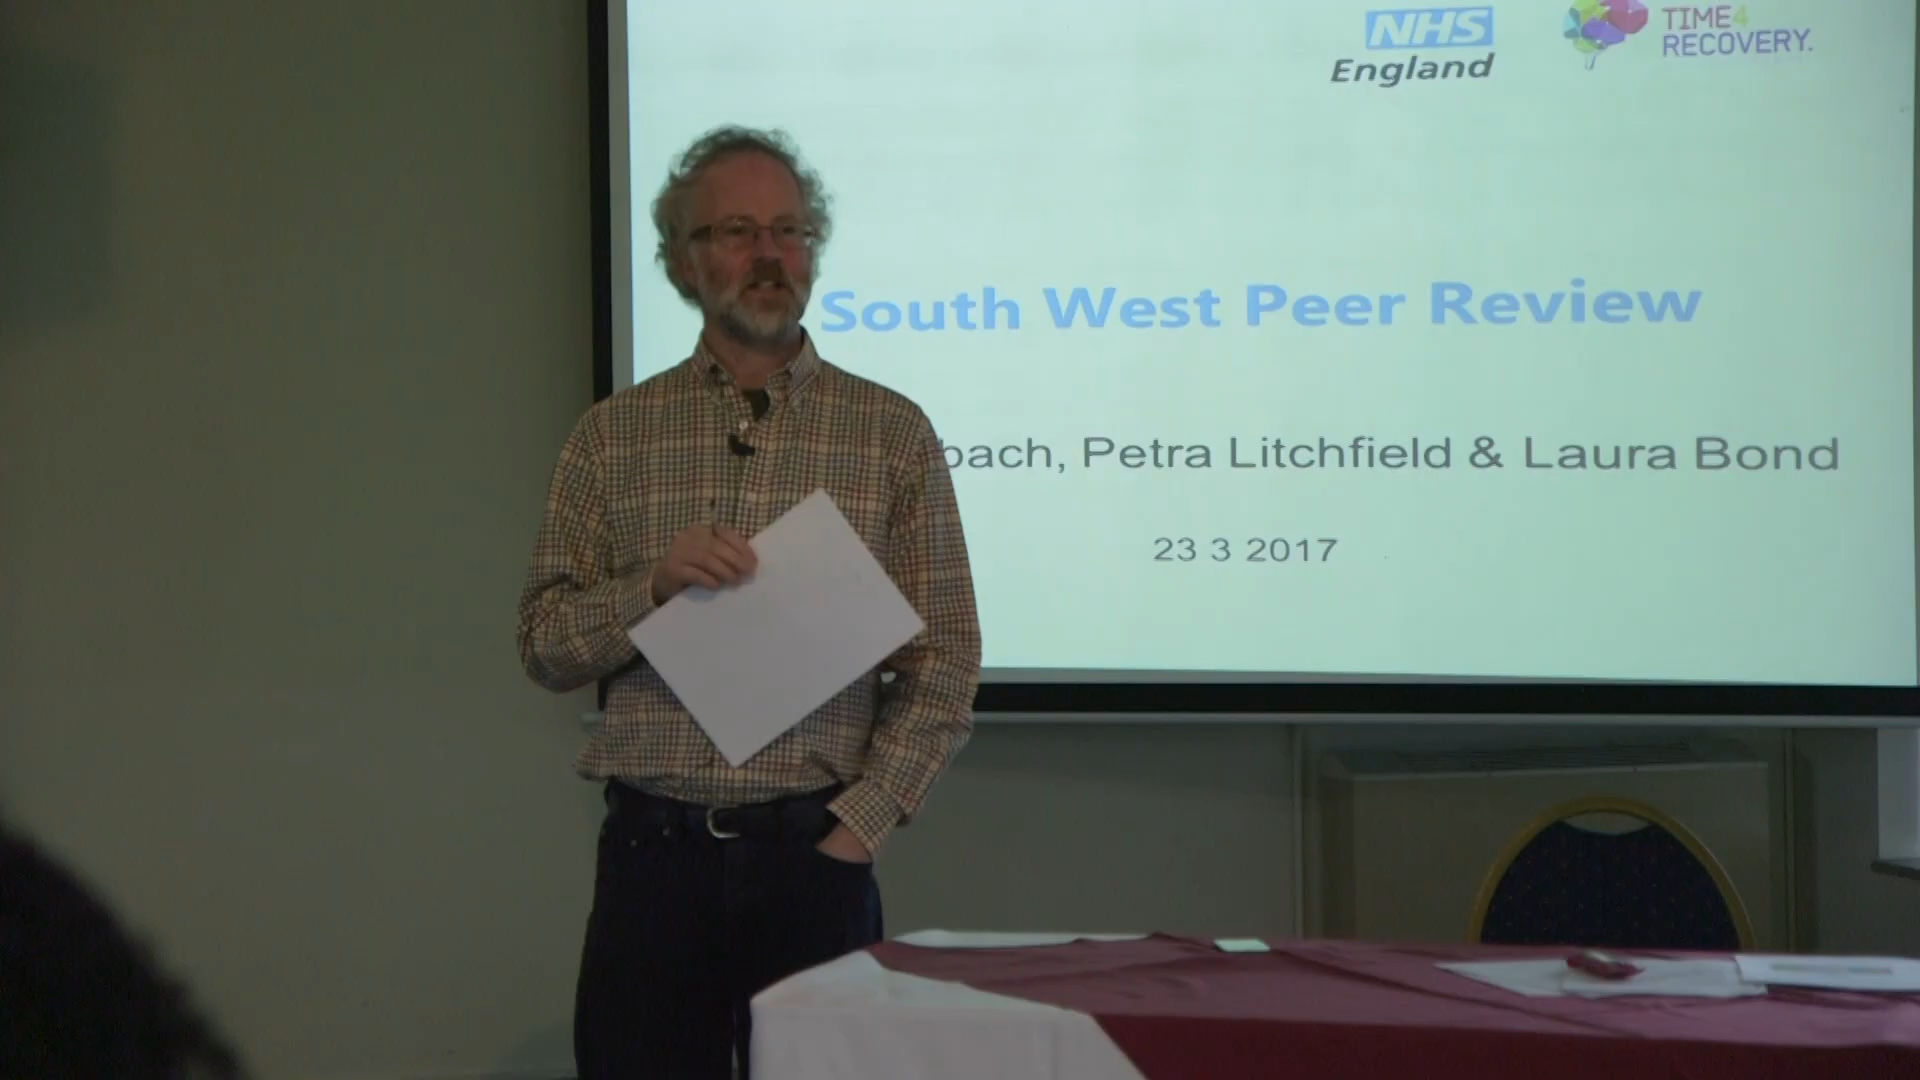 NHS
England
TIME4
RECOVERY.
South West Peer Review
bach, Petra Litchfield & Laura Bond
23 3 2017